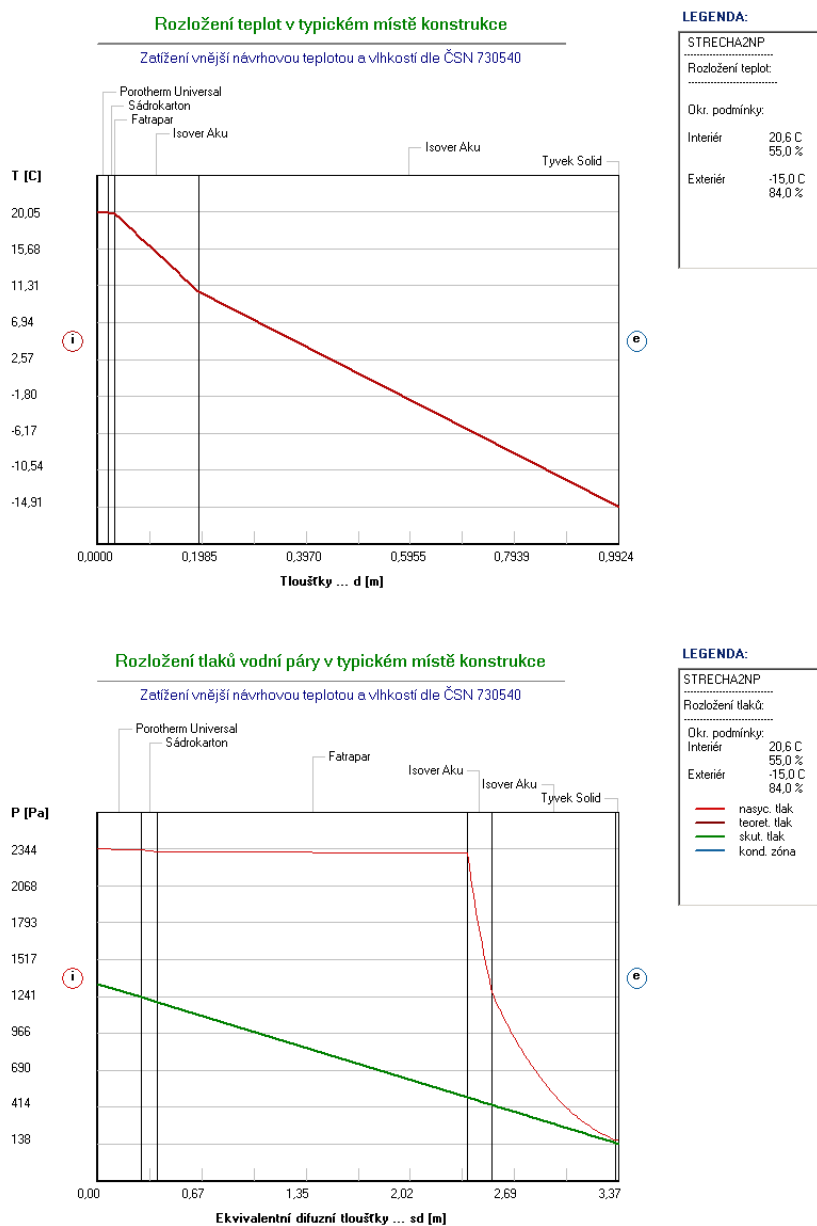 Rozložení teplot v typickém místě konstrukce
Zatížení vnější návrhovou teplotou a vlhkostí dle ČSN 730540
Porotherm Universal
Sádrokarton
Fatrapar
Isover Aku
Isover Aku
Tyvek Solid
T [C]
20,05
15,68
11,31
6,94
2,57
-1,80
-6,17
-10,54
-14,91
i
e
0,0000 0,1985 0,3970 0,5955 0,7939 0,9924
Tloušťky ... d [m]
LEGENDA:
STRECHA2NP
--------------------
Rozložení teplot:
--------------------
Okr. podmínky:
Interiér 20,6 C
55,0 %
Exteriér -15,0 C
84,0 %
Rozložení tlaků vodní páry v typickém místě konstrukce
Zatížení vnější návrhovou teplotou a vlhkostí dle ČSN 730540
Porotherm Universal
Sádrokarton
Fatrapar
Isover Aku
Isover Aku
Tyvek Solid
P [Pa]
2344
2068
1793
1517
1241
966
690
414
138
i
e
0,00 0,67 1,35 2,02 2,69 3,37
Ekvivalentní difuzní tloušťky ... sd [m]
LEGENDA:
STRECHA2NP
--------------------
Rozložení tlaků:
--------------------
Okr. podmínky:
Interiér 20,6 C
55,0 %
Exteriér -15,0 C
84,0 %
nasyc. tlak
teoret. tlak
skut. tlak
kond. zóna